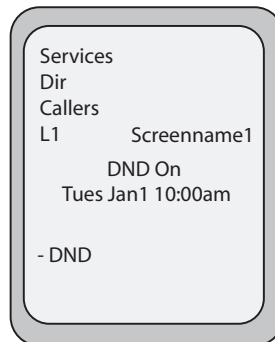 Services
Dir
Callers
L1 Screenname1
DND On
Tues Jan1 10:00am
- DND